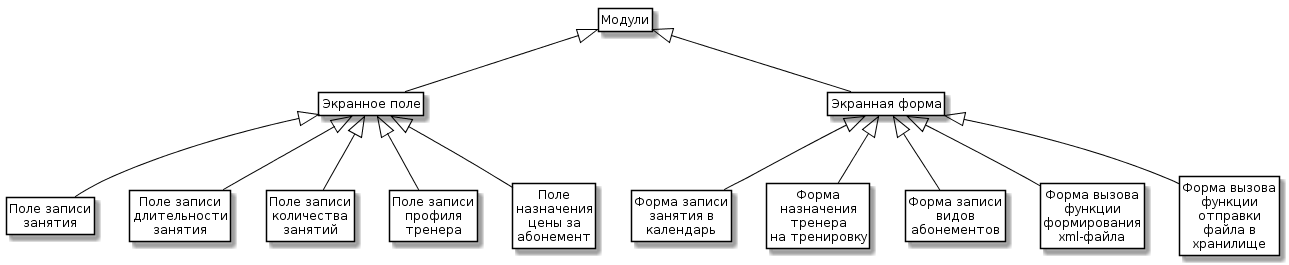 Модули
Экранное поле
Экранная форма
Поле записи
занятия
Поле записи
длительности
занятия
Поле записи
количества
занятий
Поле записи
профиля
тренера
Поле
назначения
цены за
абонемент
Форма записи
занятия в
календарь
Форма
назначения
тренера
на тренировку
Форма записи
видов
абонементов
Форма вызова
функции
формирования
xml-файла
Форма вызова
функции
отправки
файла в
хранилище